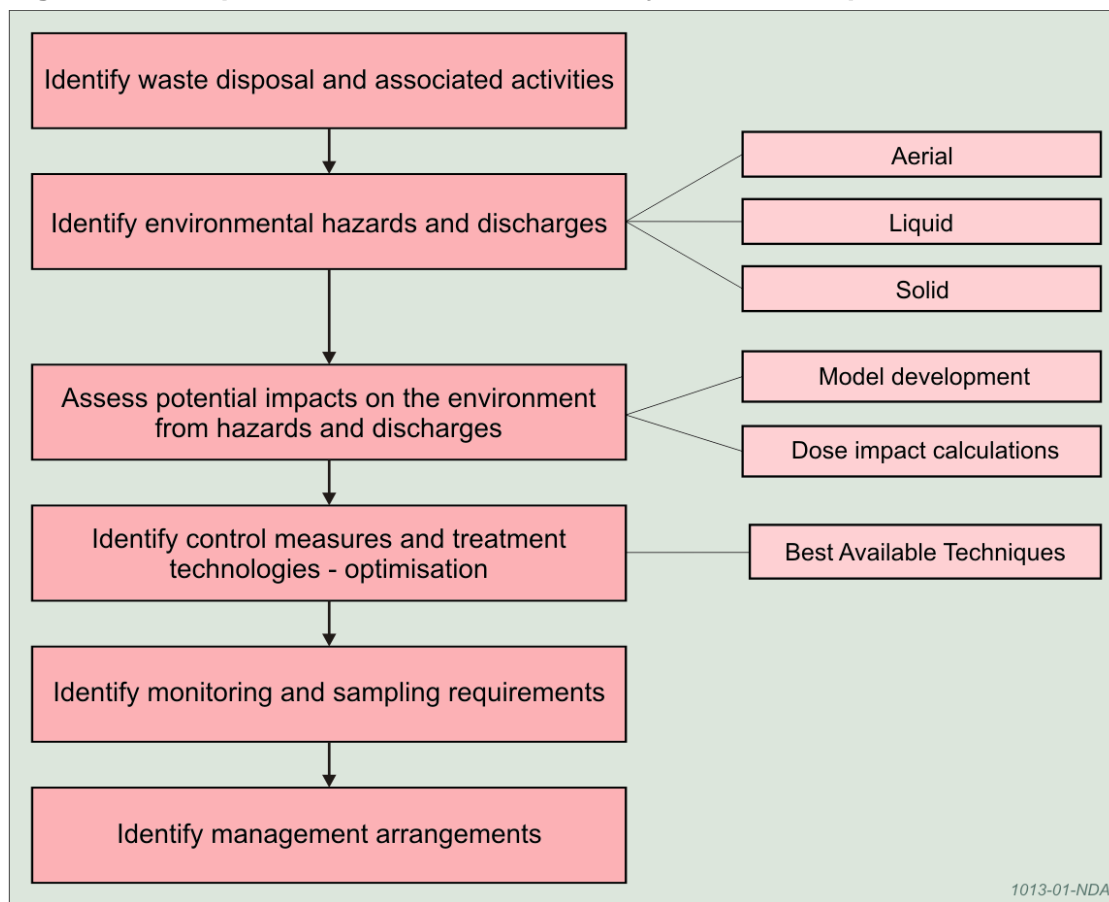 Identify waste disposal and associated activities
Identify environmental hazards and discharges
Aerial
Liquid
Solid
Assess potential impacts on the environment
from hazards and discharges
Model development
Dose impact calculations
Identify control measures and treatment
technologies - optimisation
Best Available Techniques
Identify monitoring and sampling requirements
Identify management arrangements
1013-01-NDA